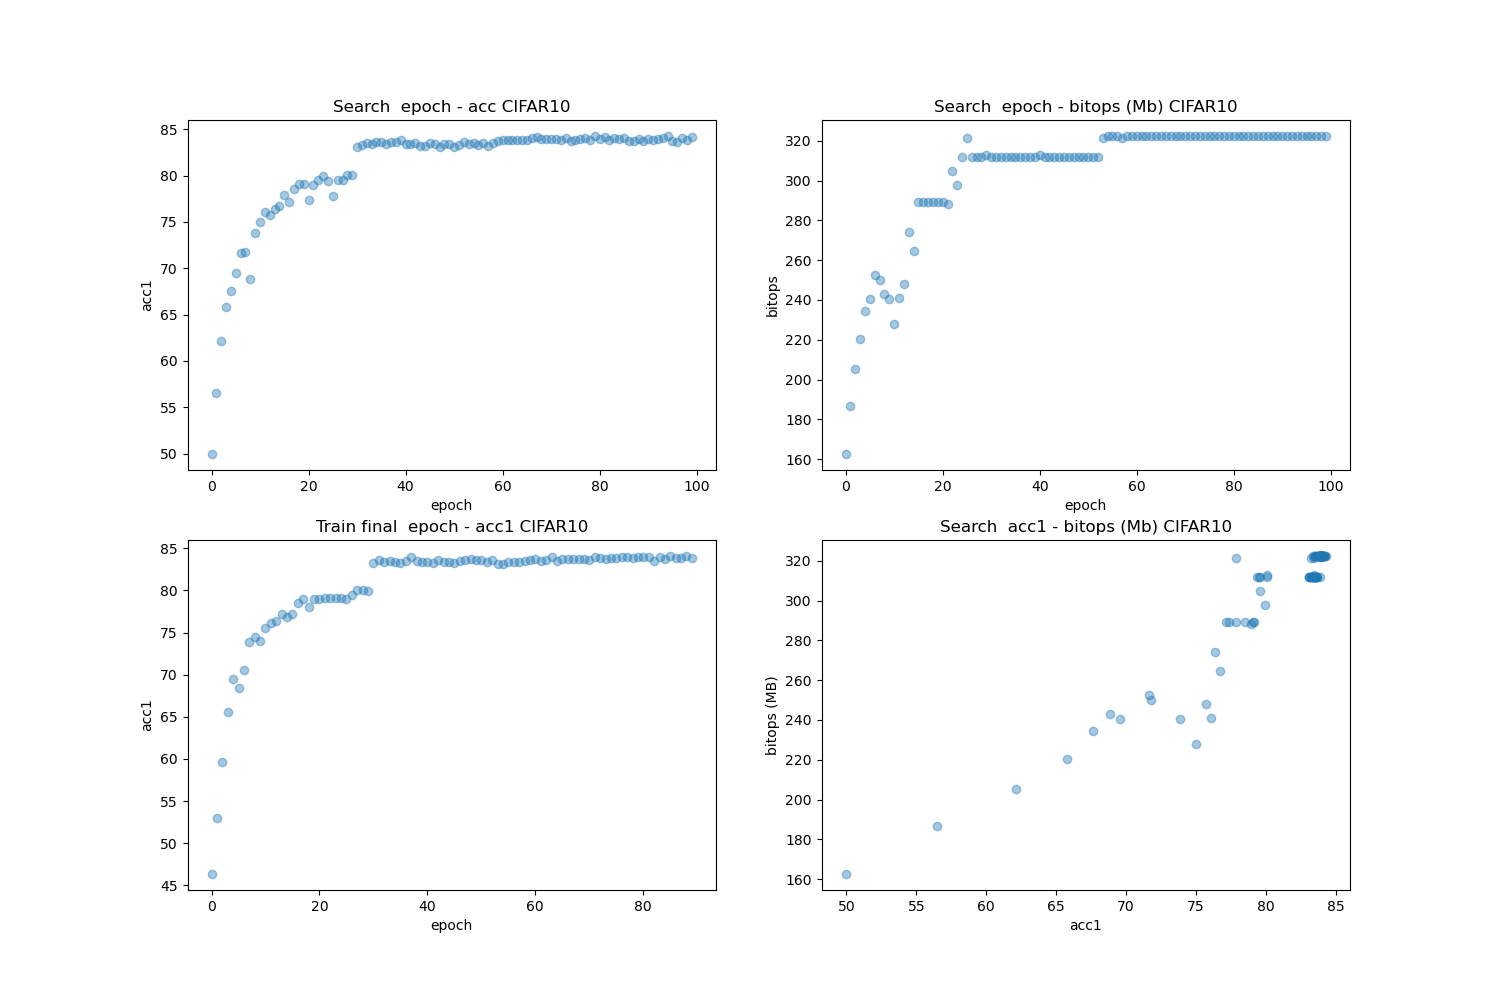 Search  epoch - acc CIFAR10
85
80
75
70
65
60
55
50
acc1
0 20 40 60 80 100
epoch
Search  epoch - bitops (Mb) CIFAR10
320
300
280
260
240
220
200
180
160
bitops
0 20 40 60 80 100
epoch
Train final  epoch - acc1 CIFAR10
85
80
75
70
65
60
55
50
45
acc1
0 20 40 60 80
epoch
Search  acc1 - bitops (Mb) CIFAR10
320
300
280
260
240
220
200
180
160
bitops (MB)
50 55 60 65 70 75 80 85
acc1